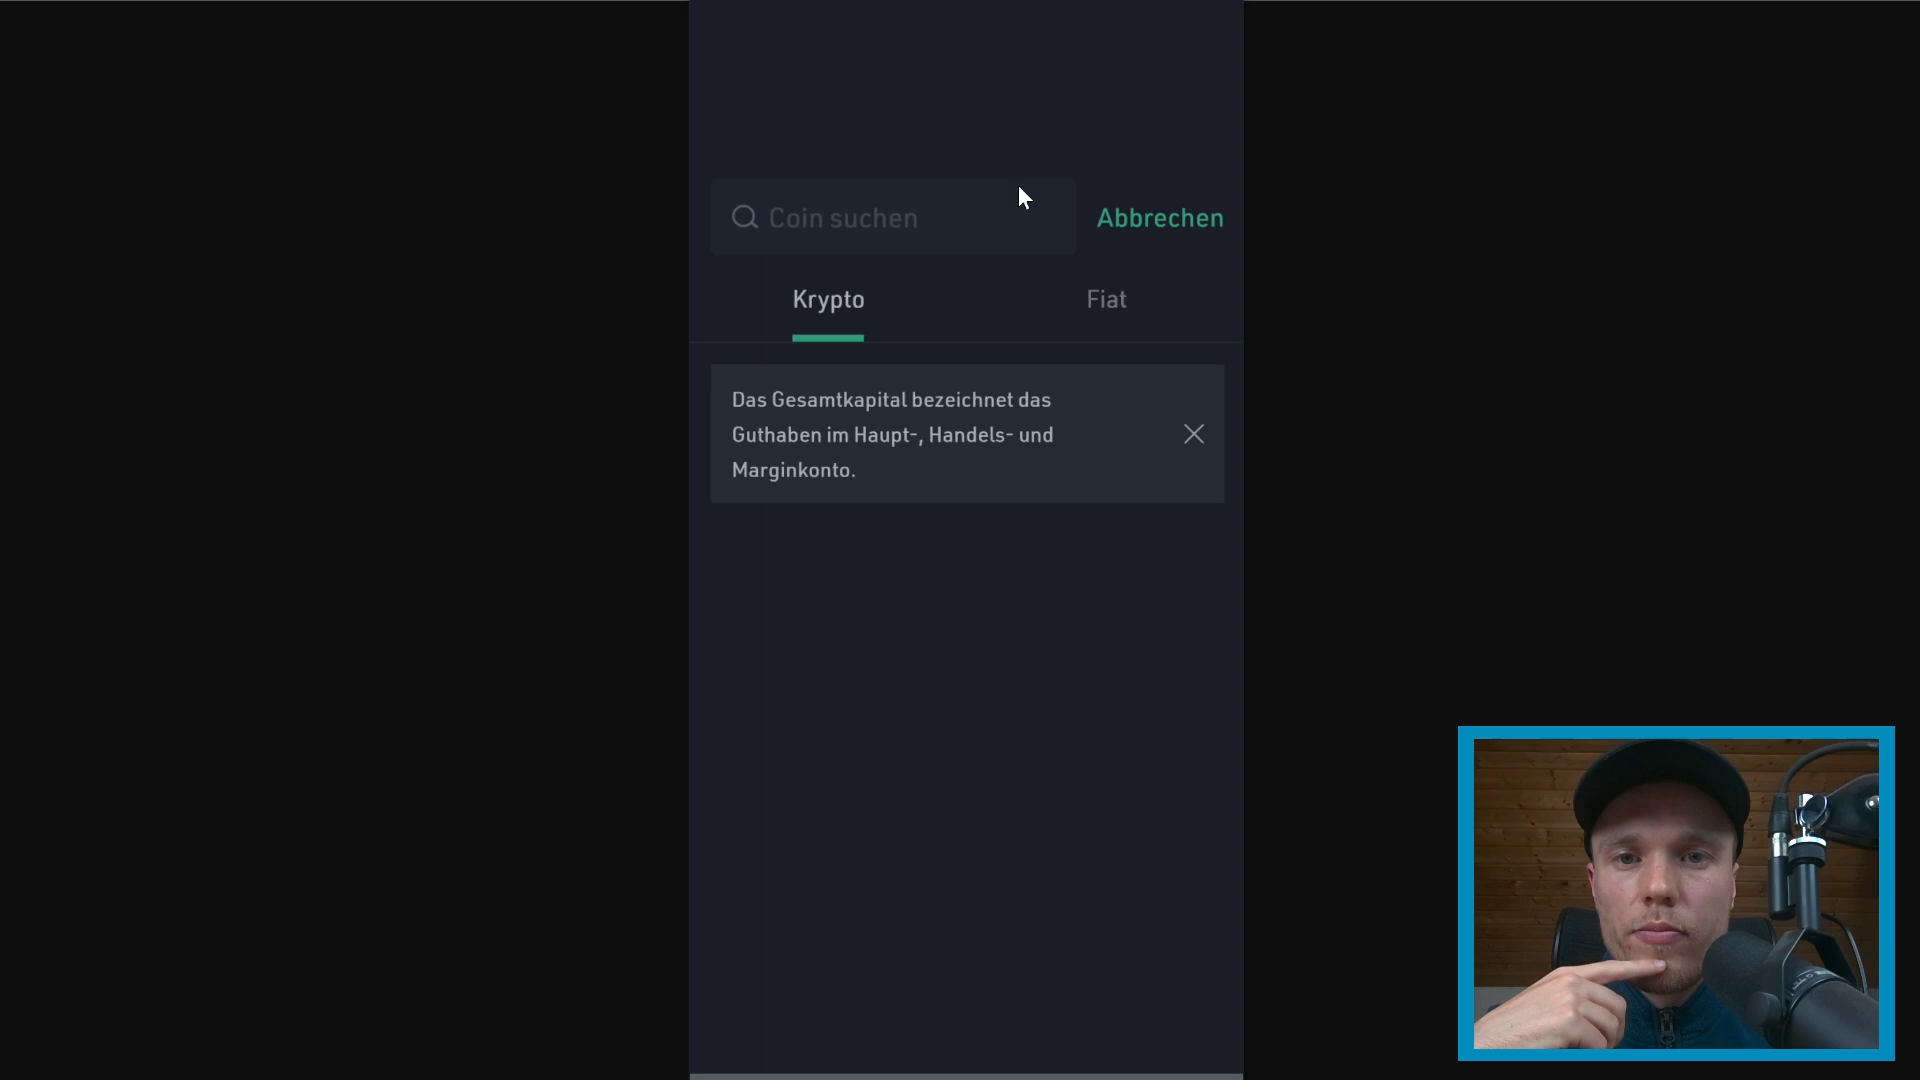 Coin suchen
Abbrechen
Krypto
Fiat
Das Gesamtkapital bezeichnet das
Guthaben im Haupt-, Handels- und
Marginkonto.